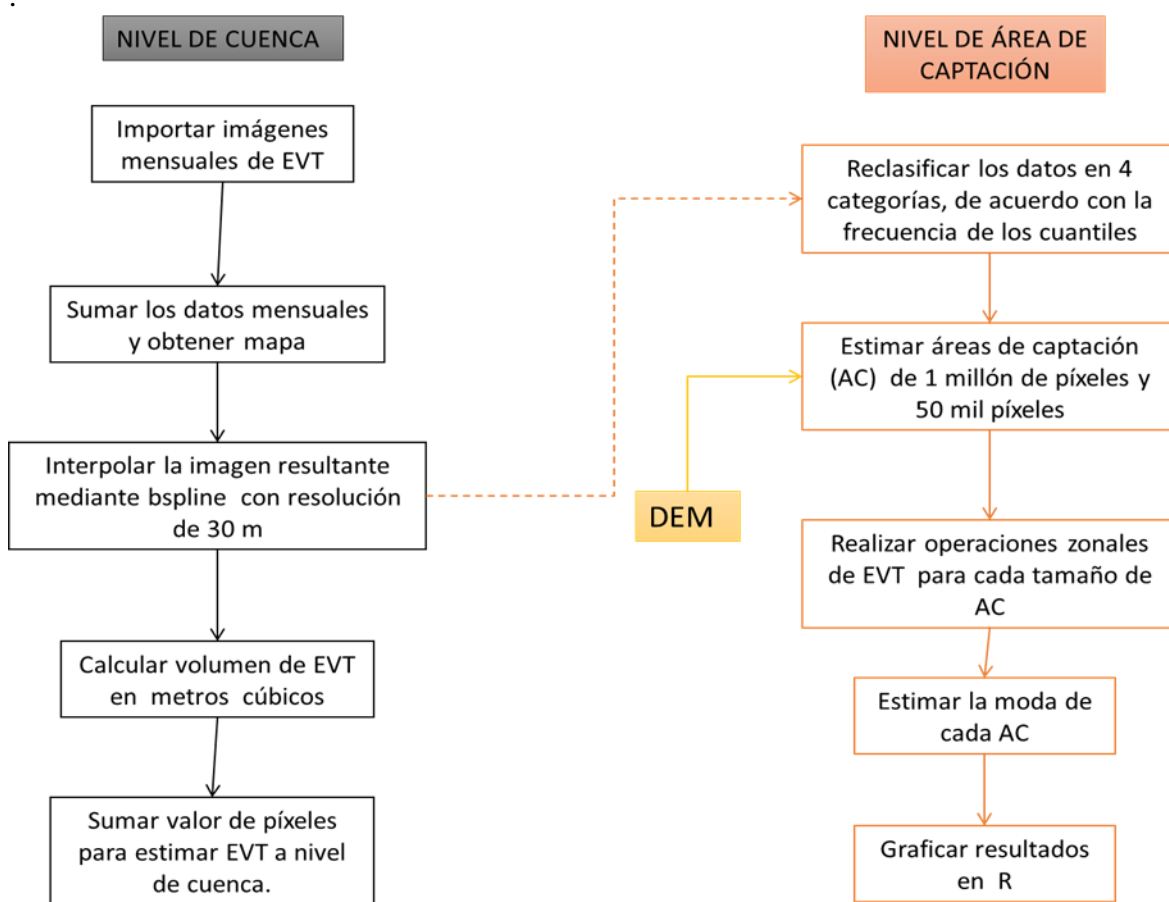 .
NIVEL DE CUENCA
Importar imágenes
mensuales de EVT
Sumar los datos mensuales
y obtener mapa
Interpolar la imagen resultante
mediante bspline con resolución
de 30 m
Calcular volumen de EVT
en metros cúbicos
Sumar valor de píxeles
para estimar EVT a nivel
de cuenca.
NIVEL DE ÁREA DE
CAPTACIÓN
Reclasificar los datos en 4
categorías, de acuerdo con la
frecuencia de los cuantiles
Estimar áreas de captación
(AC) de 1 millón de píxeles y
50 mil píxeles
DEM
Realizar operaciones zonales
de EVT para cada tamaño de
AC
Estimar la moda de
cada AC
Graficar resultados
en R